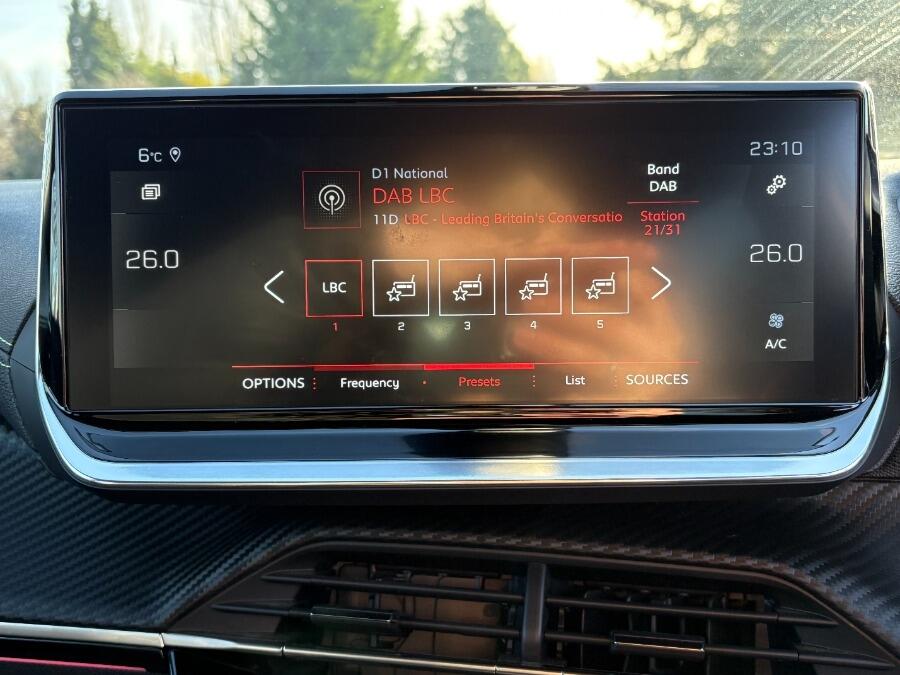 6°C
23:10
D1 National
DAB LBC
11D LBC - Leading Britain's Conversatio
Band
DAB
Station
21/31
26.0
26.0
LBC
1
2
3
4
5
A/C
OPTIONS
Frequency
Presets
List
SOURCES